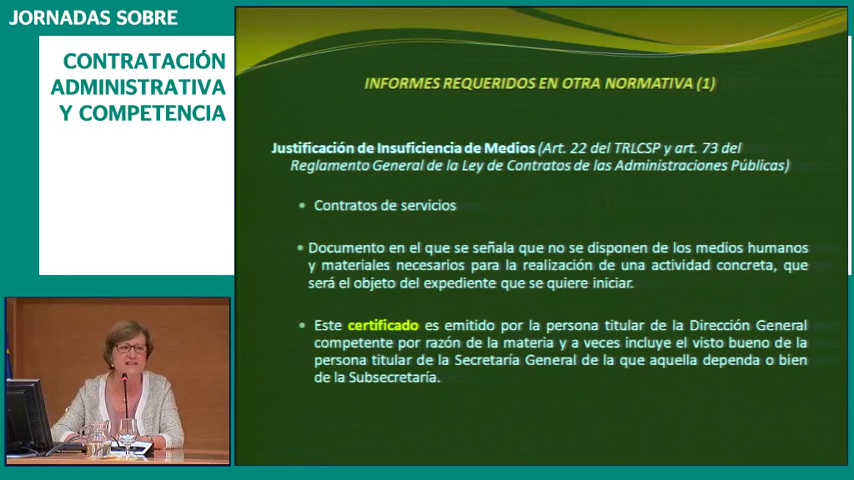 JORNADAS SOBRE
CONTRATACIÓN
ADMINISTRATIVA
Y COMPETENCIA
INFORMES REQUERIDOS EN OTRA NORMATIVA (1)
Justificación de Insuficiencia de Medios (Art. 22 del TRLCSP y art. 73 del
Reglamento General de la Ley de Contratos de las Administraciones Públicas)
• Contratos de servicios
• Documento en el que se señala que no se disponen de los medios humanos
y materiales necesarios para la realización de una actividad concreta, que
será el objeto del expediente que se quiere iniciar.
• Este certificado es emitido por la persona titular de la Dirección General
competente por razón de la materia y a veces incluye el visto bueno de la
persona titular de la Secretaría General de la que aquella dependa o bien
de la Subsecretaría.